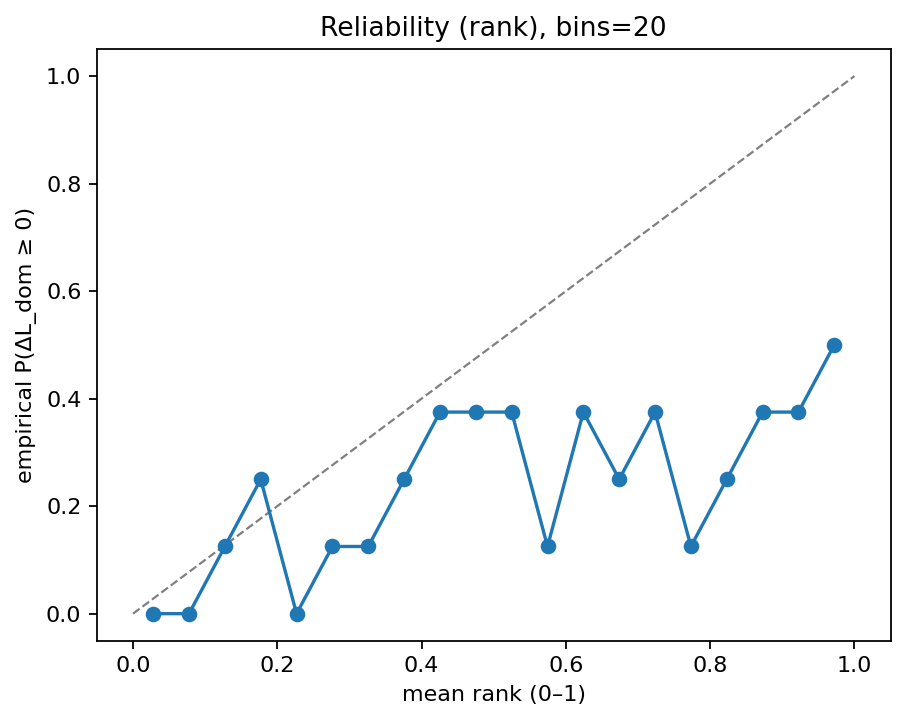 Reliability (rank), bins=20
1.0
0.8
0.6
0.4
0.2
0.0
empirical P(ΔL_dom ≥ 0)
0.0 0.2 0.4 0.6 0.8 1.0
mean rank (0–1)